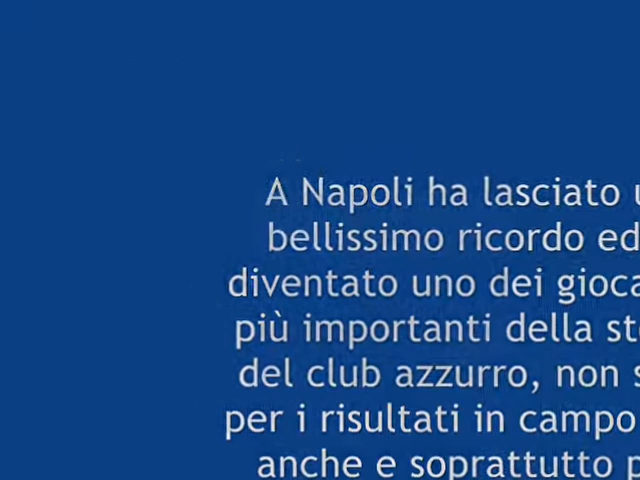 A Napoli ha lasciato u
bellissimo ricordo ed
diventato uno dei gioca
più importanti della st
del club azzurro, non s
per i risultati in campo
anche e soprattutto p